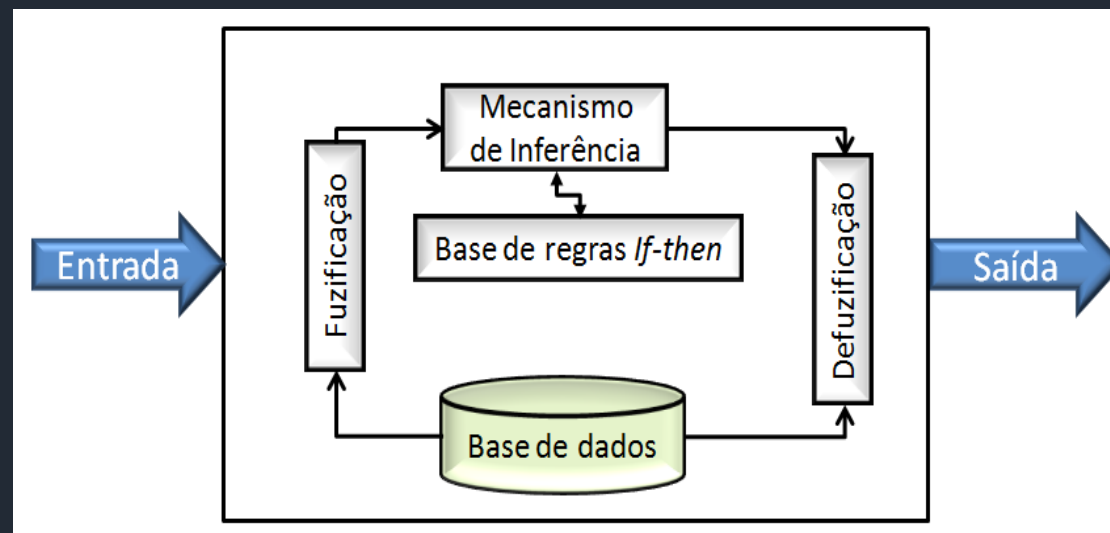 Entrada
Fuzificação
Mecanismo
de Inferência
Base de regras If-then
Base de dados
Defuzificação
Saída